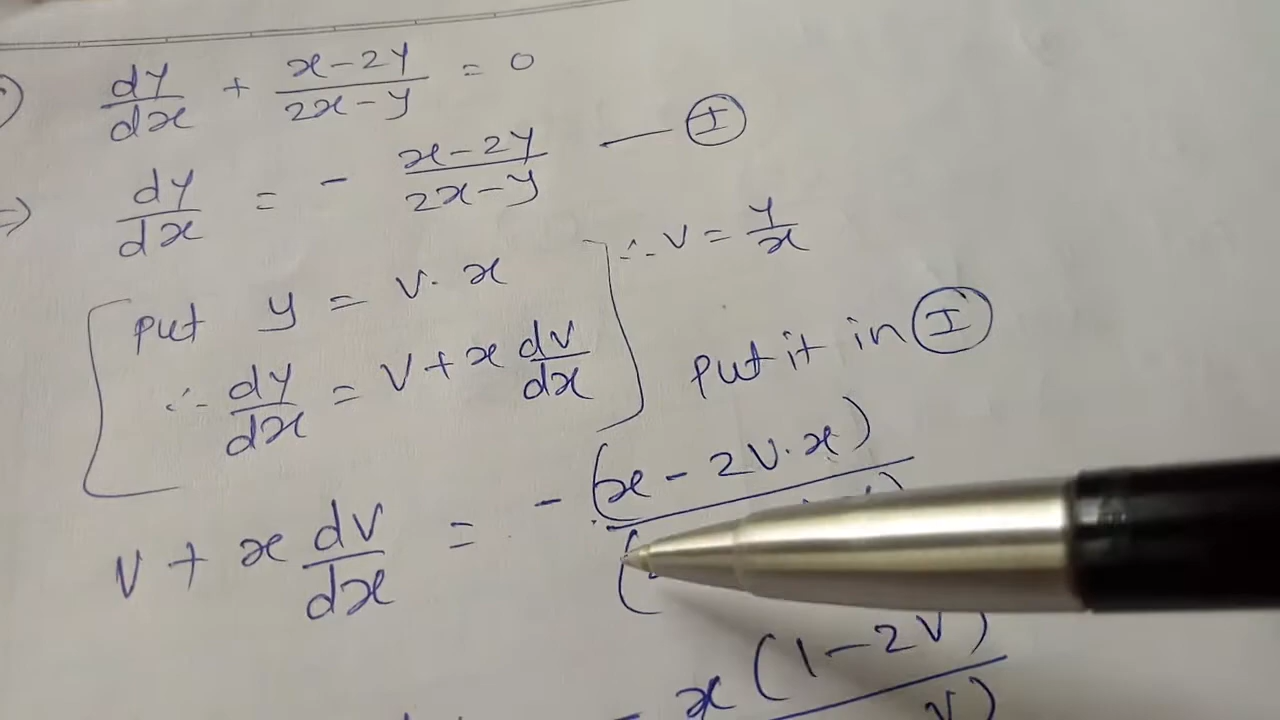 dy/dx + (x-2y)/(2x-y) = 0
⇒ dy/dx = - (x-2y)/(2x-y) — I
[put y = v.x
∴ dy/dx = v + x dv/dx] ∴ v = y/x
put it in I
v + x dv/dx = - (x - 2v.x)/(
- x(1-2v)/ v)